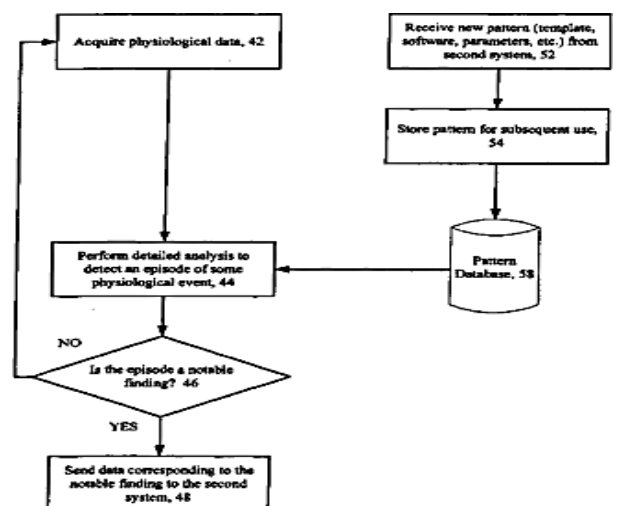 Acquire physiological data, 42
Receive new pattern (template,
software, parameters, etc.) from
second system, 52
Store pattern for subsequent use,
54
Perform detailed analysis to
detect an episode of some
physiological event, 44
Pattern
Database, 58
NO
Is the episode a notable
finding? 46
YES
Send data corresponding to the
notable finding to the second
system, 48